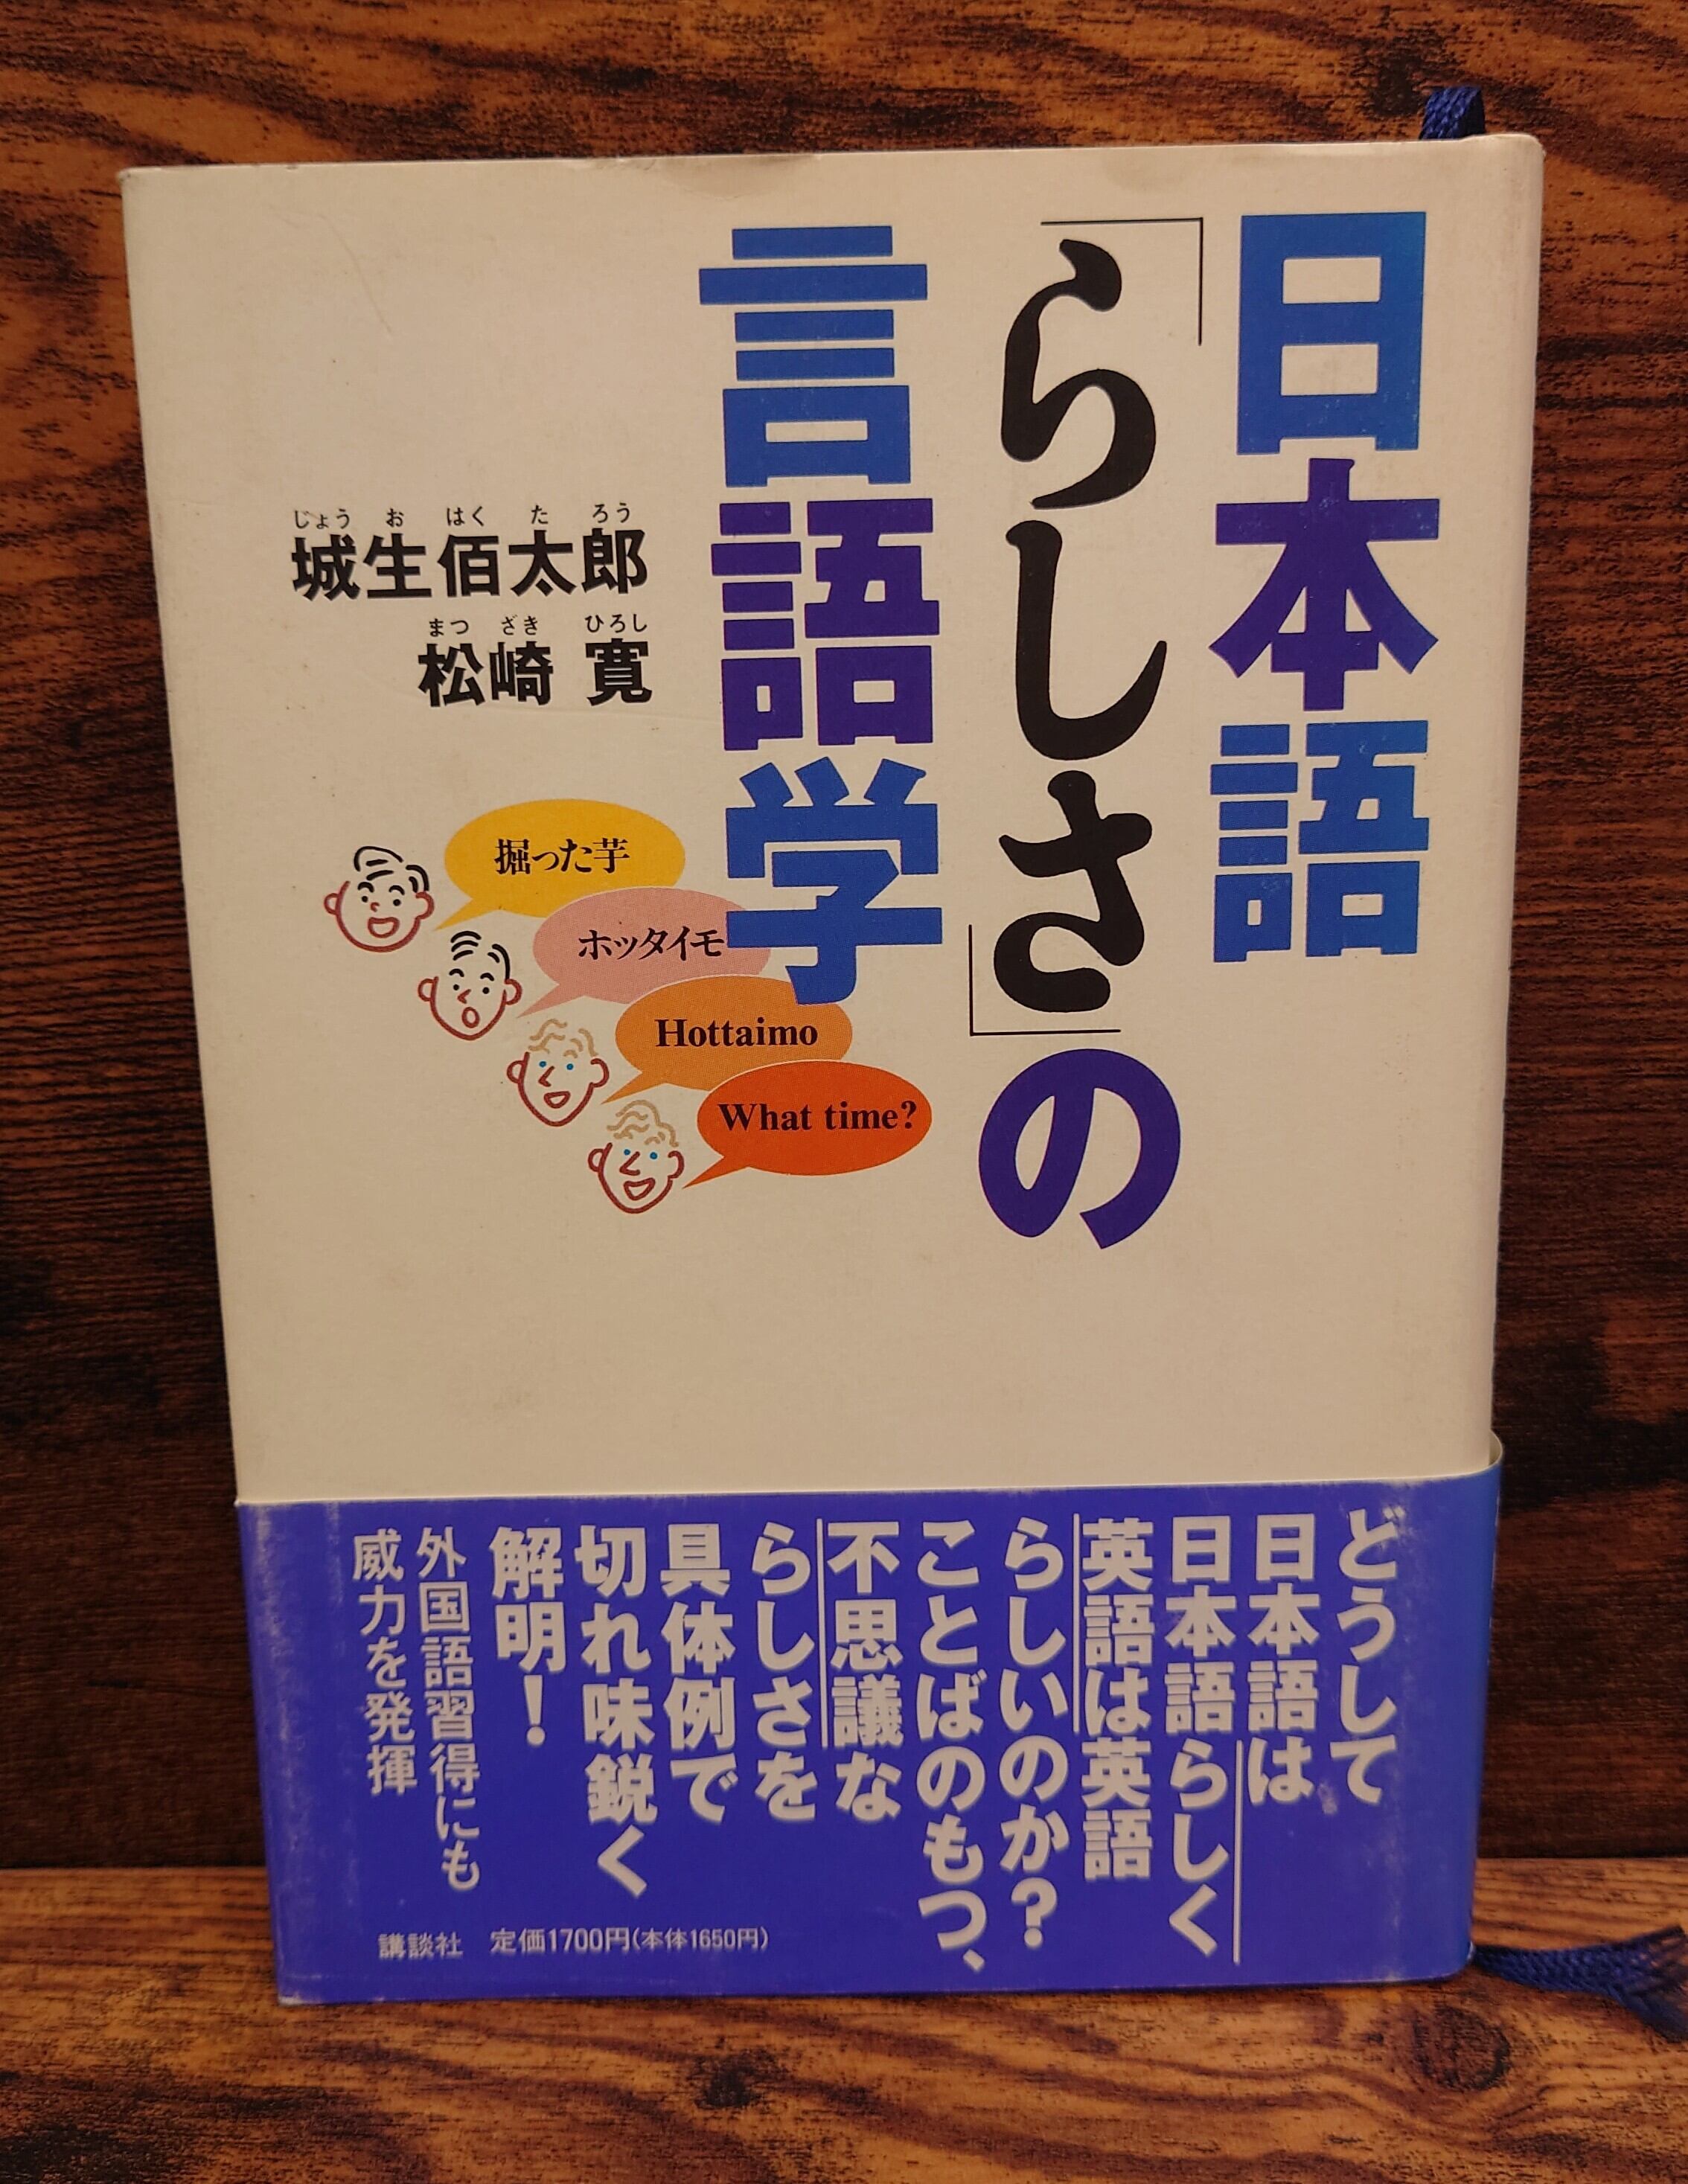 日本語
「らしさ」の
言語学
じょう お はく た ろう
城生佰太郎
まつ ざき ひろし
松崎 寛
掘った芋
ホッタイモ
Hottaimo
What time?
どうして
日本語は
日本語らしく
英語は英語
らしいのか?
ことばのもつ、
不思議な
らしさを
具体例で
切れ味鋭く
解明!
外国語習得にも
威力を発揮
講談社 定価1700円(本体1650円)